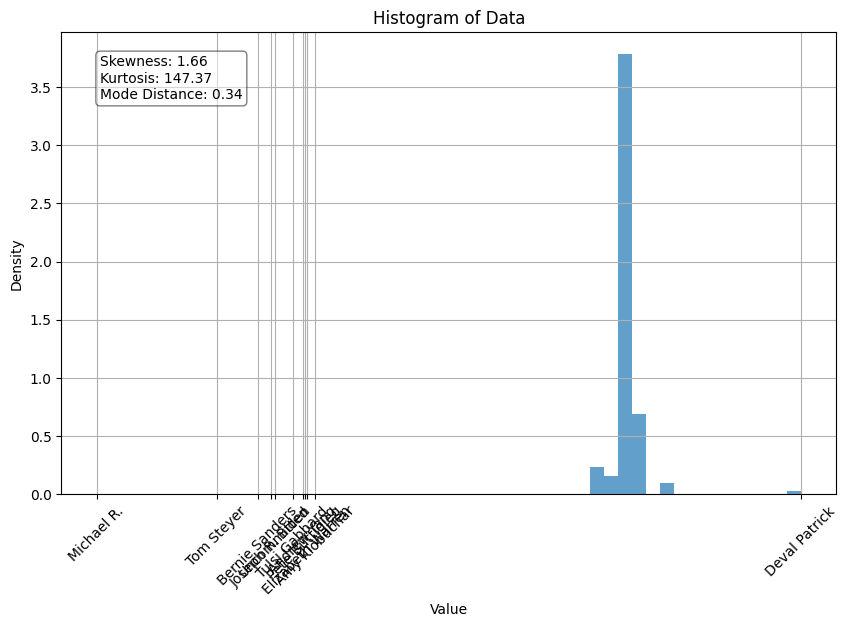 Histogram of Data
Skewness: 1.66
Kurtosis: 147.37
Mode Distance: 0.34
Density
3.5
3.0
2.5
2.0
1.5
1.0
0.5
0.0
Michael R.
Tom Steyer
Bernie Sanders
Amy Klobuchar
Deval Patrick
Value